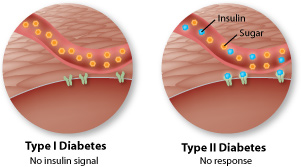 Insulin
Sugar
Type I Diabetes
No insulin signal
Type II Diabetes
No response